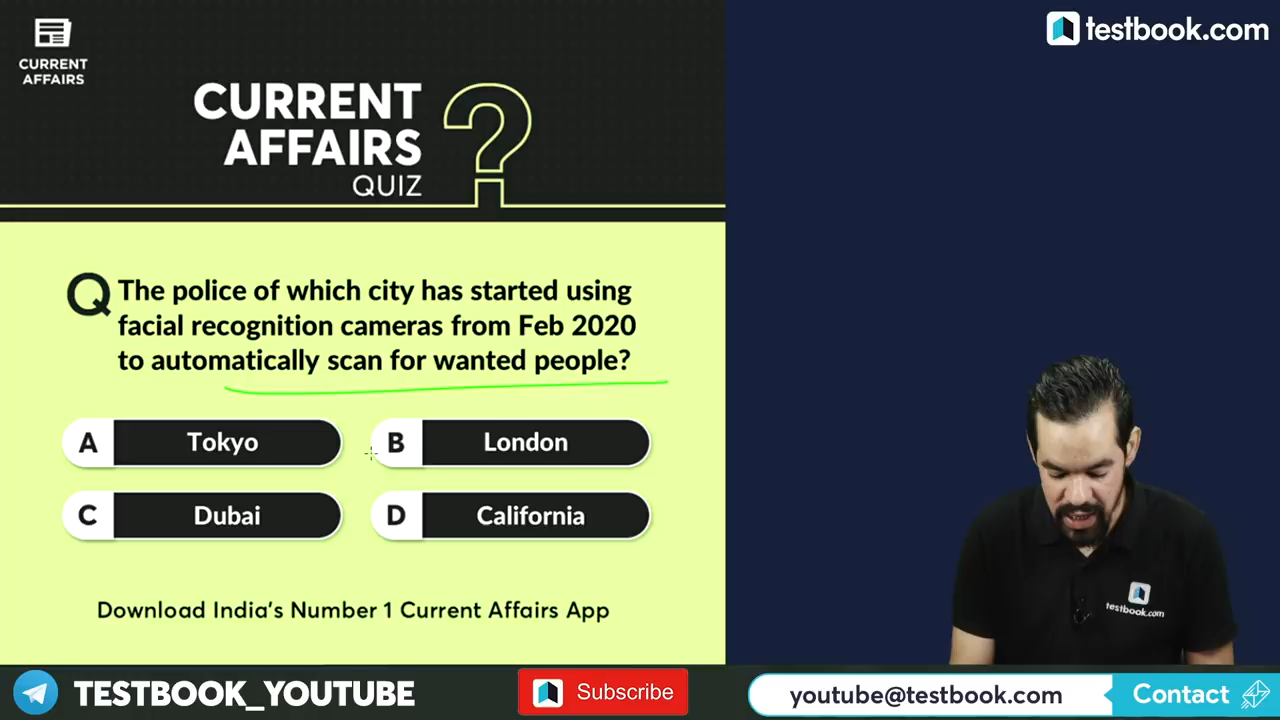 CURRENT
AFFAIRS
testbook.com
CURRENT
AFFAIRS
QUIZ
?
Q The police of which city has started using
facial recognition cameras from Feb 2020
to automatically scan for wanted people?
A Tokyo
B London
C Dubai
D California
Download India's Number 1 Current Affairs App
testbook.com
TESTBOOK_YOUTUBE
Subscribe
youtube@testbook.com
Contact